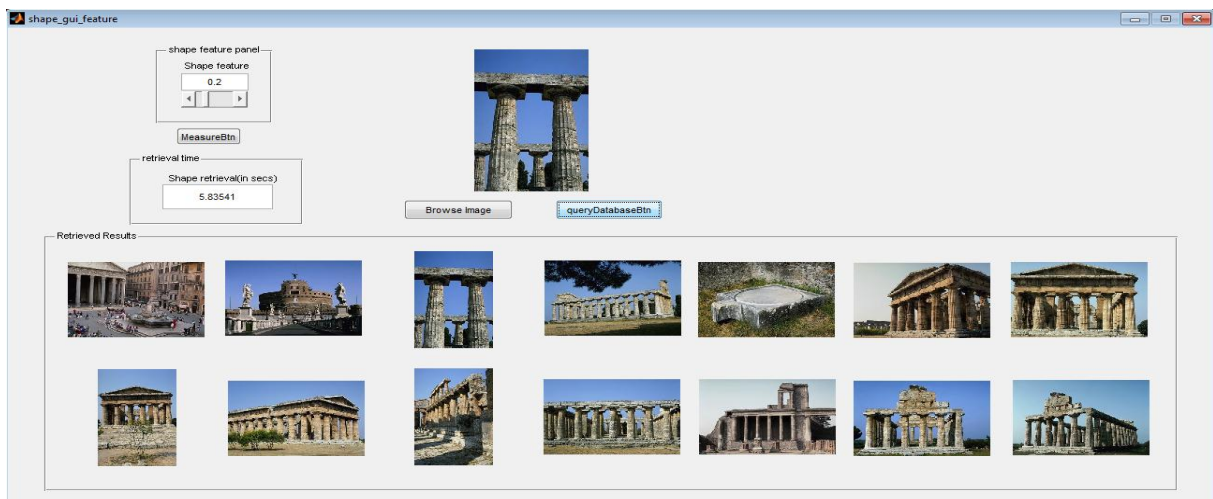 shape_gui_feature
shape feature panel
Shape feature
0.2
MeasureBtn
retrieval time
Shape retrieval(in secs)
5.83541
Browse Image
queryDatabaseBtn
Retrieved Results